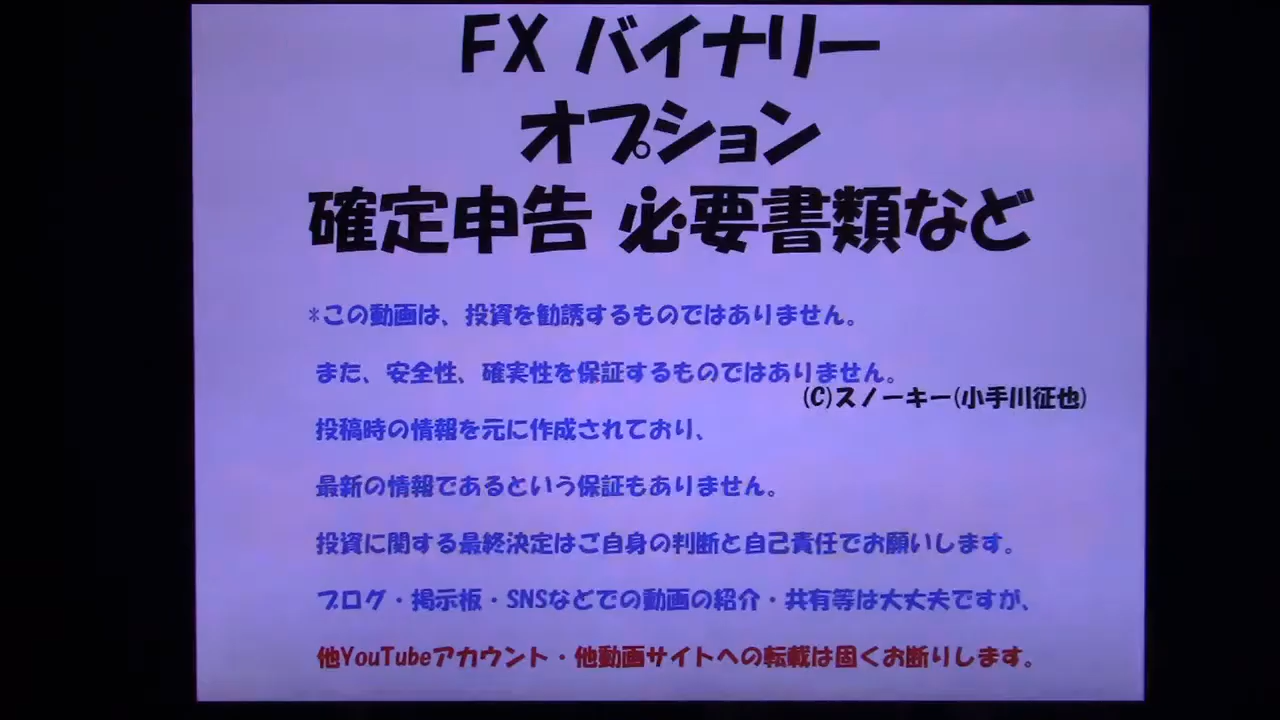 FX バイナリー
オプション
確定申告 必要書類など
*この動画は、投資を勧誘するものではありません。
また、安全性、確実性を保証するものではありません。
(C)スノーキー(小手川征也)
投稿時の情報を元に作成されており、
最新の情報であるという保証もありません。
投資に関する最終決定はご自身の判断と自己責任でお願いします。
ブログ・掲示板・SNSなどでの動画の紹介・共有等は大丈夫ですが、
他YouTubeアカウント・他動画サイトへの転載は固くお断りします。